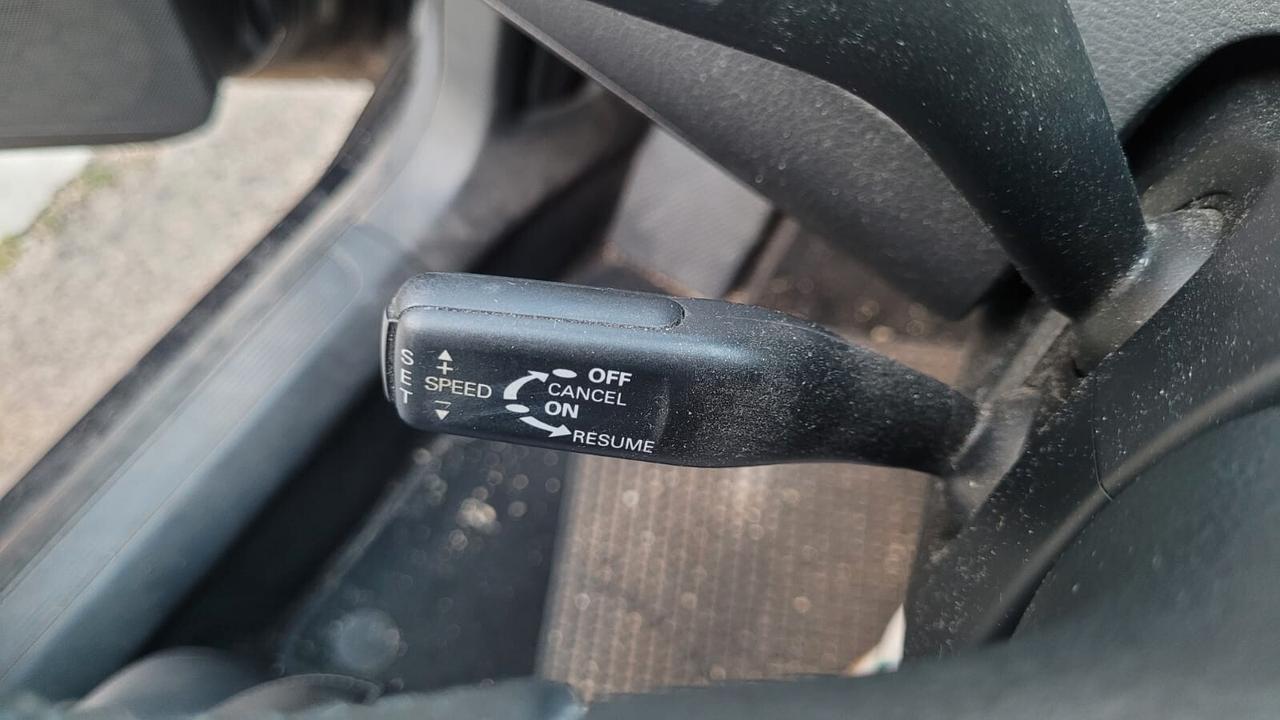 SET
+
SPEED
-
OFF
CANCEL
ON
RESUME